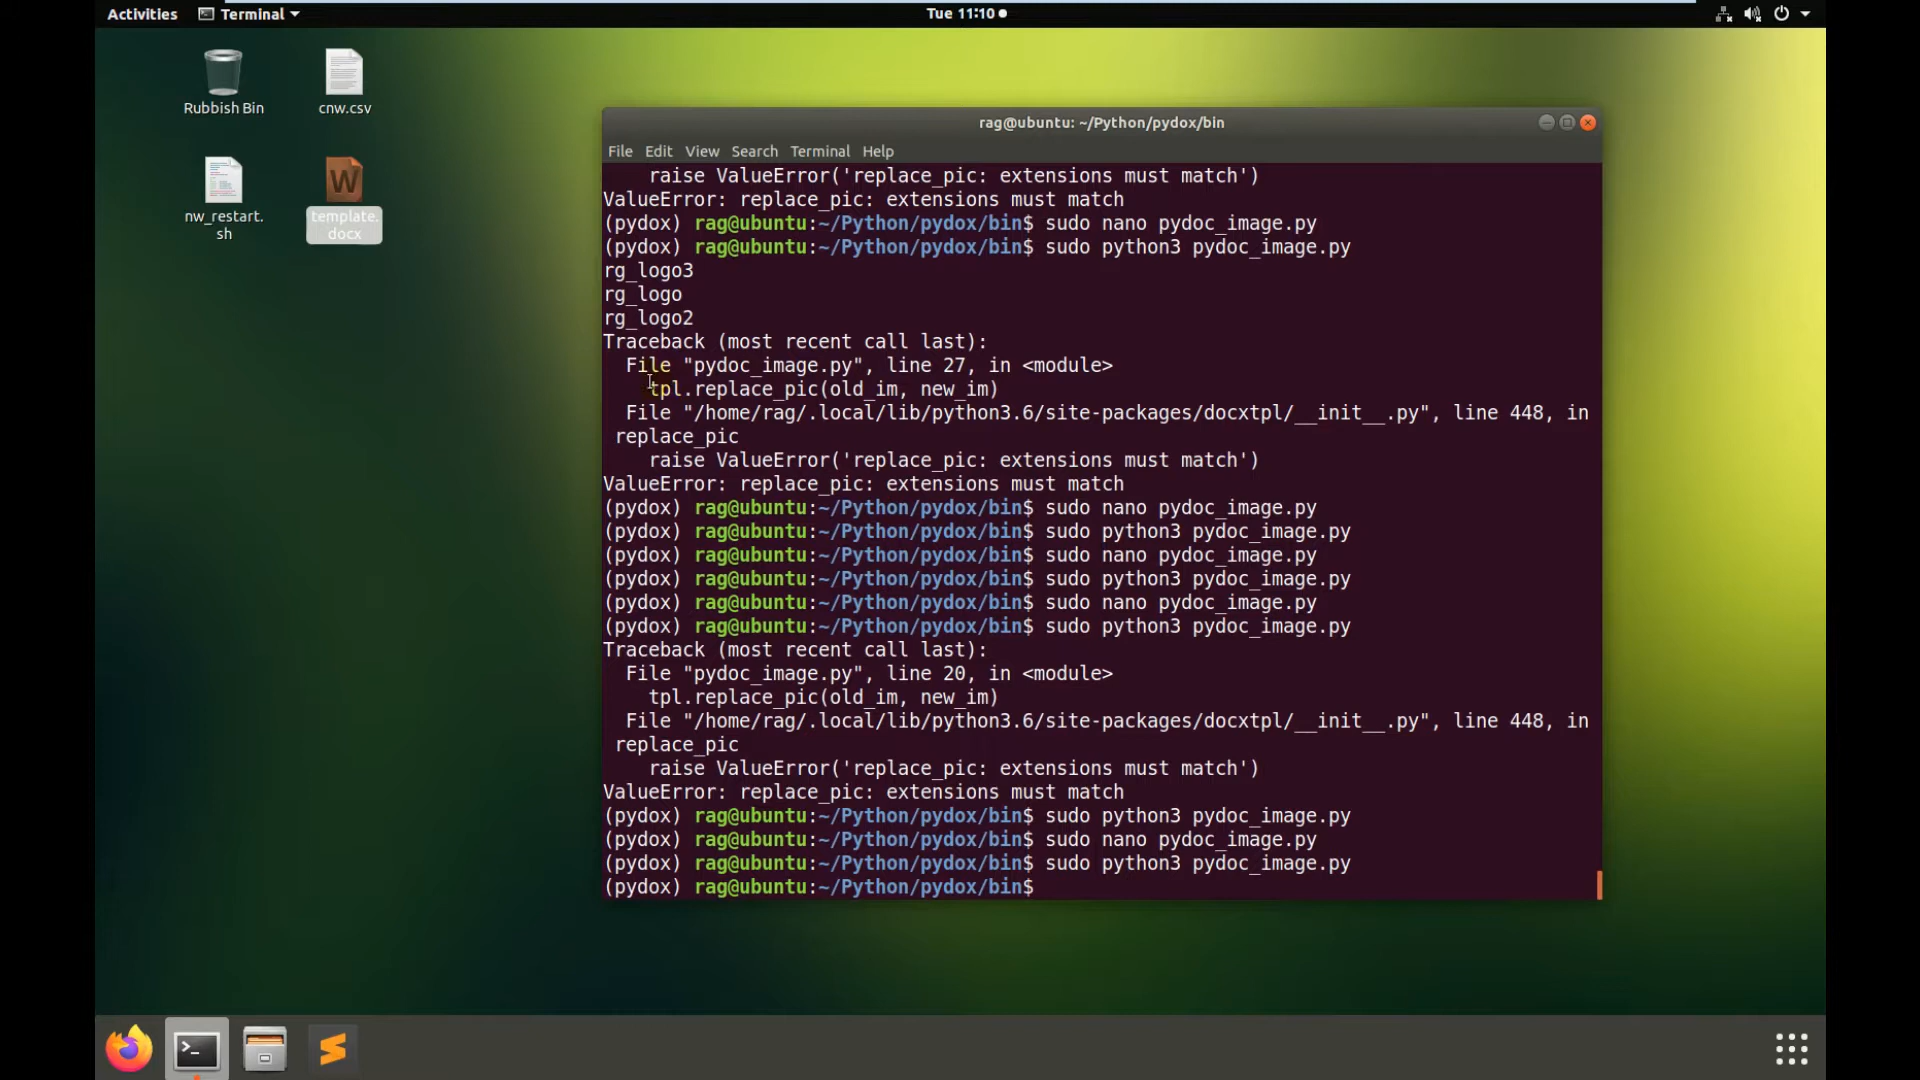 Activities
Terminal
Tue 11:10
Rubbish Bin
cnw.csv
nw_restart.
sh
template.
docx
rag@ubuntu: ~/Python/pydox/bin
File Edit View Search Terminal Help
raise ValueError('replace_pic: extensions must match')
ValueError: replace_pic: extensions must match
(pydox) rag@ubuntu:~/Python/pydox/bin$ sudo nano pydoc_image.py
(pydox) rag@ubuntu:~/Python/pydox/bin$ sudo python3 pydoc_image.py
rg_logo3
rg_logo
rg_logo2
Traceback (most recent call last):
File "pydoc_image.py", line 27, in <module>
tpl.replace_pic(old_im, new_im)
File "/home/rag/.local/lib/python3.6/site-packages/docxtpl/__init__.py", line 448, in
replace_pic
raise ValueError('replace_pic: extensions must match')
ValueError: replace_pic: extensions must match
(pydox) rag@ubuntu:~/Python/pydox/bin$ sudo nano pydoc_image.py
(pydox) rag@ubuntu:~/Python/pydox/bin$ sudo python3 pydoc_image.py
(pydox) rag@ubuntu:~/Python/pydox/bin$ sudo nano pydoc_image.py
(pydox) rag@ubuntu:~/Python/pydox/bin$ sudo python3 pydoc_image.py
(pydox) rag@ubuntu:~/Python/pydox/bin$ sudo nano pydoc_image.py
(pydox) rag@ubuntu:~/Python/pydox/bin$ sudo python3 pydoc_image.py
Traceback (most recent call last):
File "pydoc_image.py", line 20, in <module>
tpl.replace_pic(old_im, new_im)
File "/home/rag/.local/lib/python3.6/site-packages/docxtpl/__init__.py", line 448, in
replace_pic
raise ValueError('replace_pic: extensions must match')
ValueError: replace_pic: extensions must match
(pydox) rag@ubuntu:~/Python/pydox/bin$ sudo python3 pydoc_image.py
(pydox) rag@ubuntu:~/Python/pydox/bin$ sudo nano pydoc_image.py
(pydox) rag@ubuntu:~/Python/pydox/bin$ sudo python3 pydoc_image.py
(pydox) rag@ubuntu:~/Python/pydox/bin$